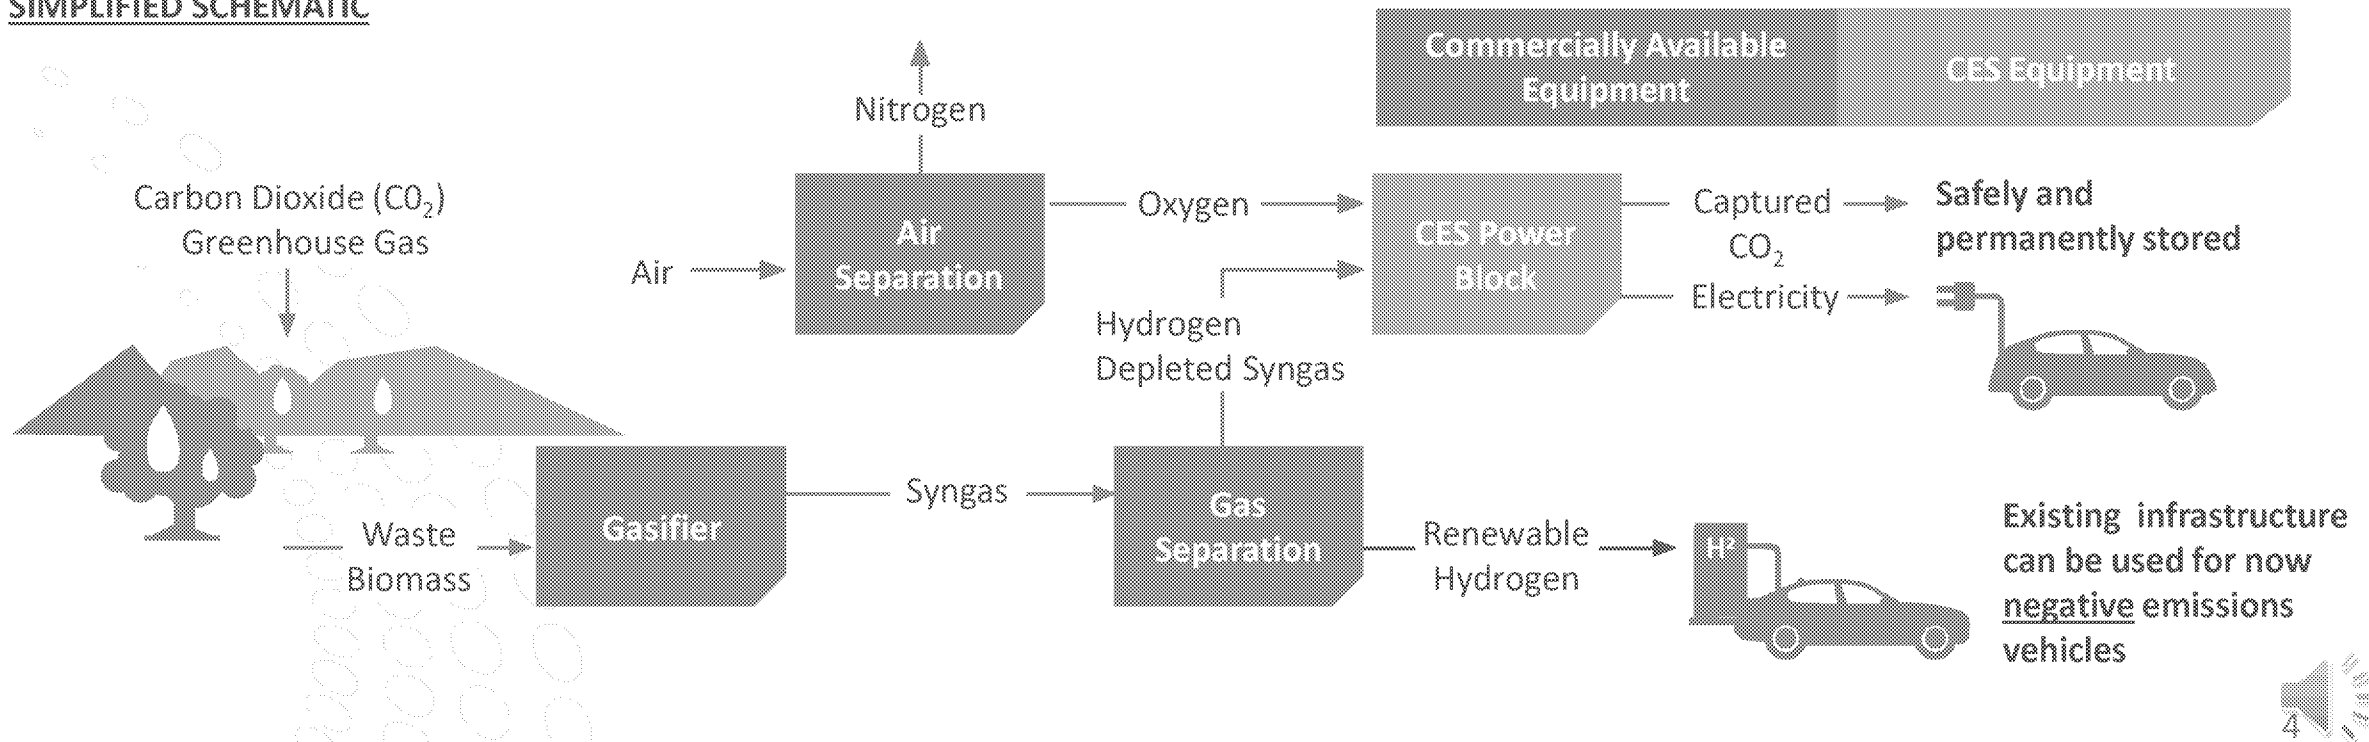 SIMPLIFIED SCHEMATIC
Commercially Available
Equipment
CES Equipment
Nitrogen
Carbon Dioxide (C0₂)
Greenhouse Gas
Air
Air
Separation
Oxygen
CES Power
Block
Captured
CO₂
Safely and
permanently stored
Electricity
Hydrogen
Depleted Syngas
Waste
Biomass
Gasifier
Syngas
Gas
Separation
Renewable
Hydrogen
H²
Existing infrastructure
can be used for now
negative emissions
vehicles
4